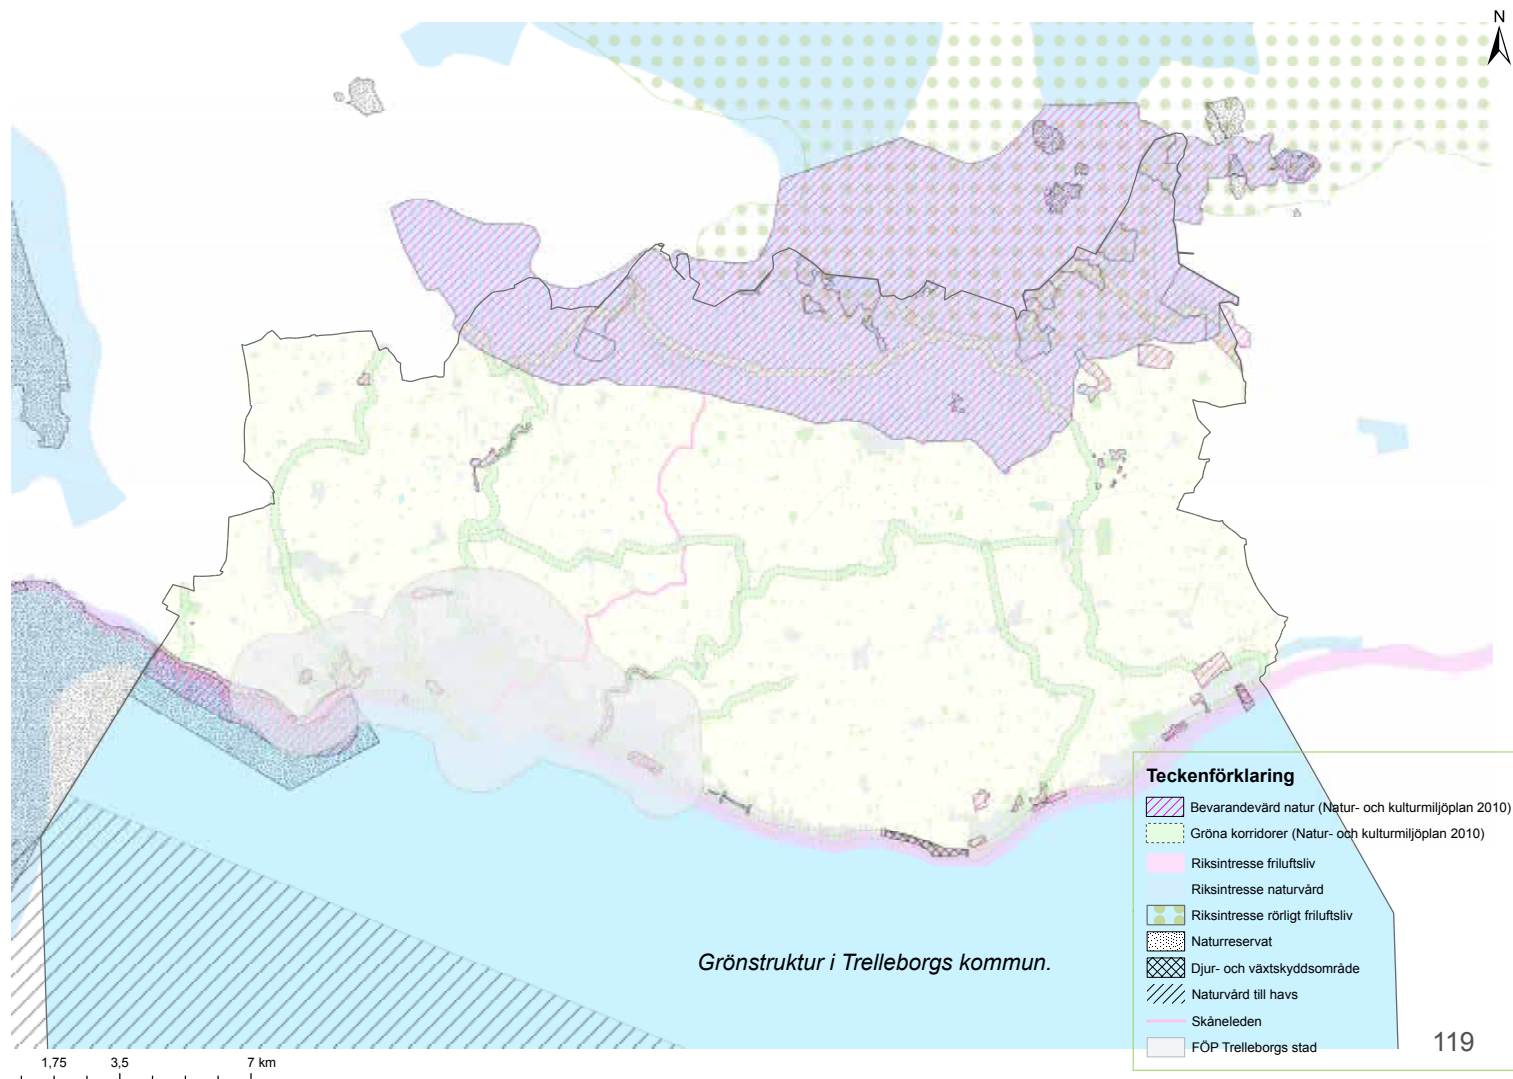 N
Teckenförklaring
Bevarandevärd natur (Natur- och kulturmiljöplan 2010)
Gröna korridorer (Natur- och kulturmiljöplan 2010)
Riksintresse friluftsliv
Riksintresse naturvård
Riksintresse rörligt friluftsliv
Naturreservat
Djur- och växtskyddsområde
Naturvård till havs
Skåneleden
FÖP Trelleborgs stad
Grönstruktur i Trelleborgs kommun.
119
1,75 3,5 7 km